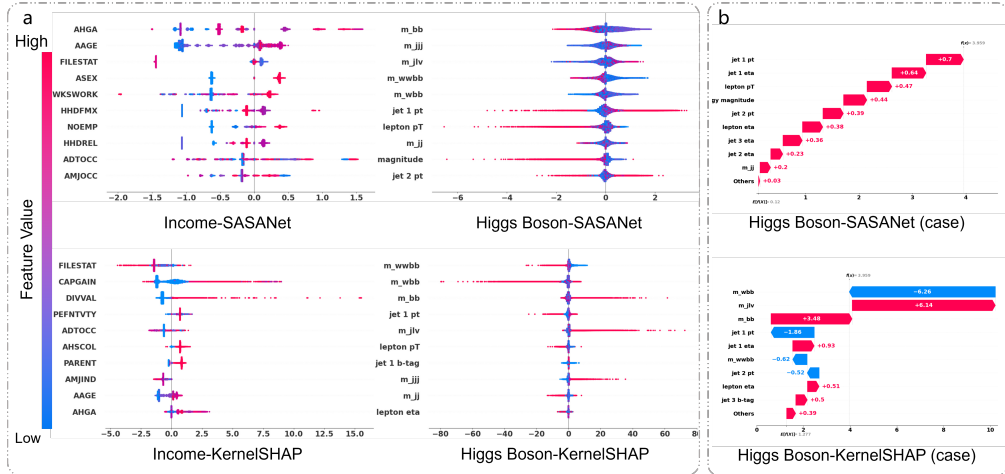 a
High
Feature Value
Low
AHGA
AAGE
FILESTAT
ASEX
WKSWORK
HHDFMX
NOEMP
HHDREL
ADTOCC
AMJOCC
−2.0 −1.5 −1.0 −0.5 0.0 0.5 1.0 1.5
Income-SASANet
m_bb
m_jjj
m_jlv
m_wwbb
m_wbb
jet 1 pt
lepton pT
m_jj
magnitude
jet 2 pt
−6 −4 −2 0 2
Higgs Boson-SASANet
FILESTAT
CAPGAIN
DIVVAL
PEFNTVTY
ADTOCC
AHSCOL
PARENT
AMJIND
AAGE
AHGA
−5.0 −2.5 0.0 2.5 5.0 7.5 10.0 12.5 15.0
Income-KernelSHAP
m_wwbb
m_wbb
m_bb
jet 1 pt
m_jlv
lepton pT
jet 1 b-tag
m_jjj
m_jj
lepton eta
−80 −60 −40 −20 0 20 40 60
Higgs Boson-KernelSHAP
b
jet 1 pt +0.7
jet 1 eta +0.64
lepton pT +0.47
gy magnitude +0.44
jet 2 pt +0.39
lepton eta +0.38
jet 3 eta +0.36
jet 2 eta +0.23
m_jj +0.2
Others +0.03
1 2 3 4
Higgs Boson-SASANet (case)
m_wbb −6.26
m_jlv +6.14
m_bb +3.48
jet 1 pt −1.86
jet 1 eta +0.93
m_wwbb −0.62
jet 2 pt −0.52
lepton eta +0.51
jet 3 b-tag +0.5
Others +0.39
0 2 4 6 8 10
Higgs Boson-KernelSHAP (case)